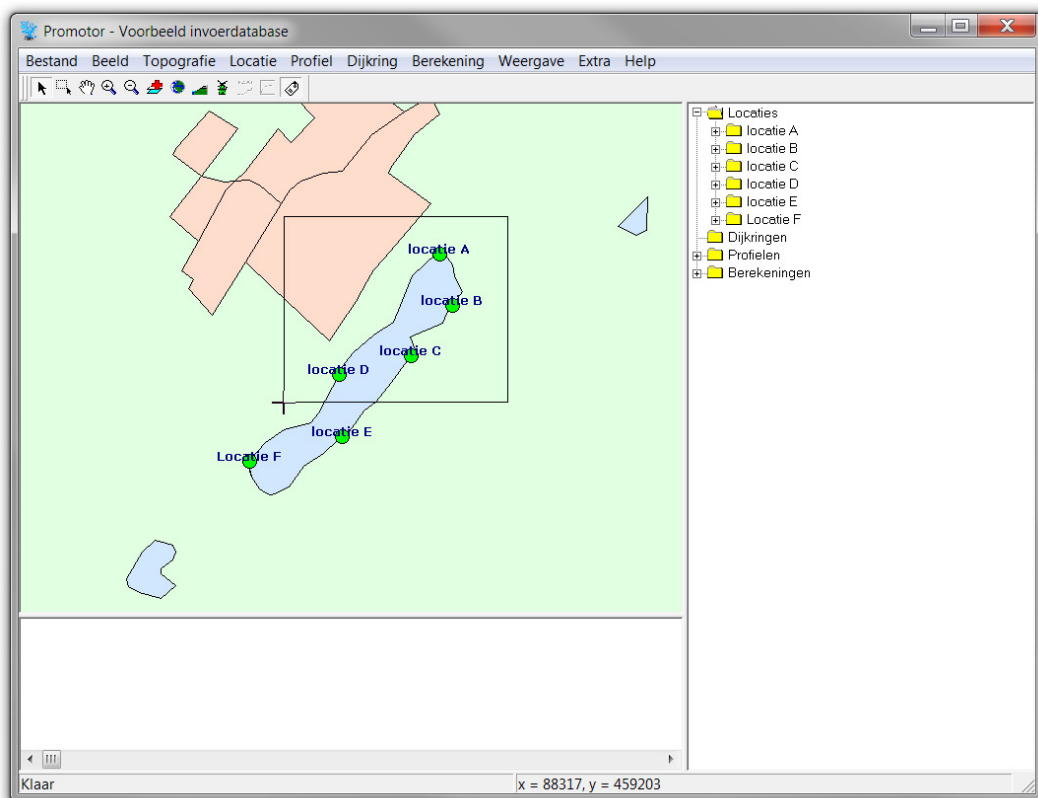 Promotor - Voorbeeld invoerdatabase
Bestand Beeld Topografie Locatie Profiel Dijkring Berekening Weergave Extra Help
locatie A
locatie B
locatie C
locatie D
locatie E
Locatie F
Locaties
locatie A
locatie B
locatie C
locatie D
locatie E
Locatie F
Dijkringen
Profielen
Berekeningen
Klaar
x = 88317, y = 459203